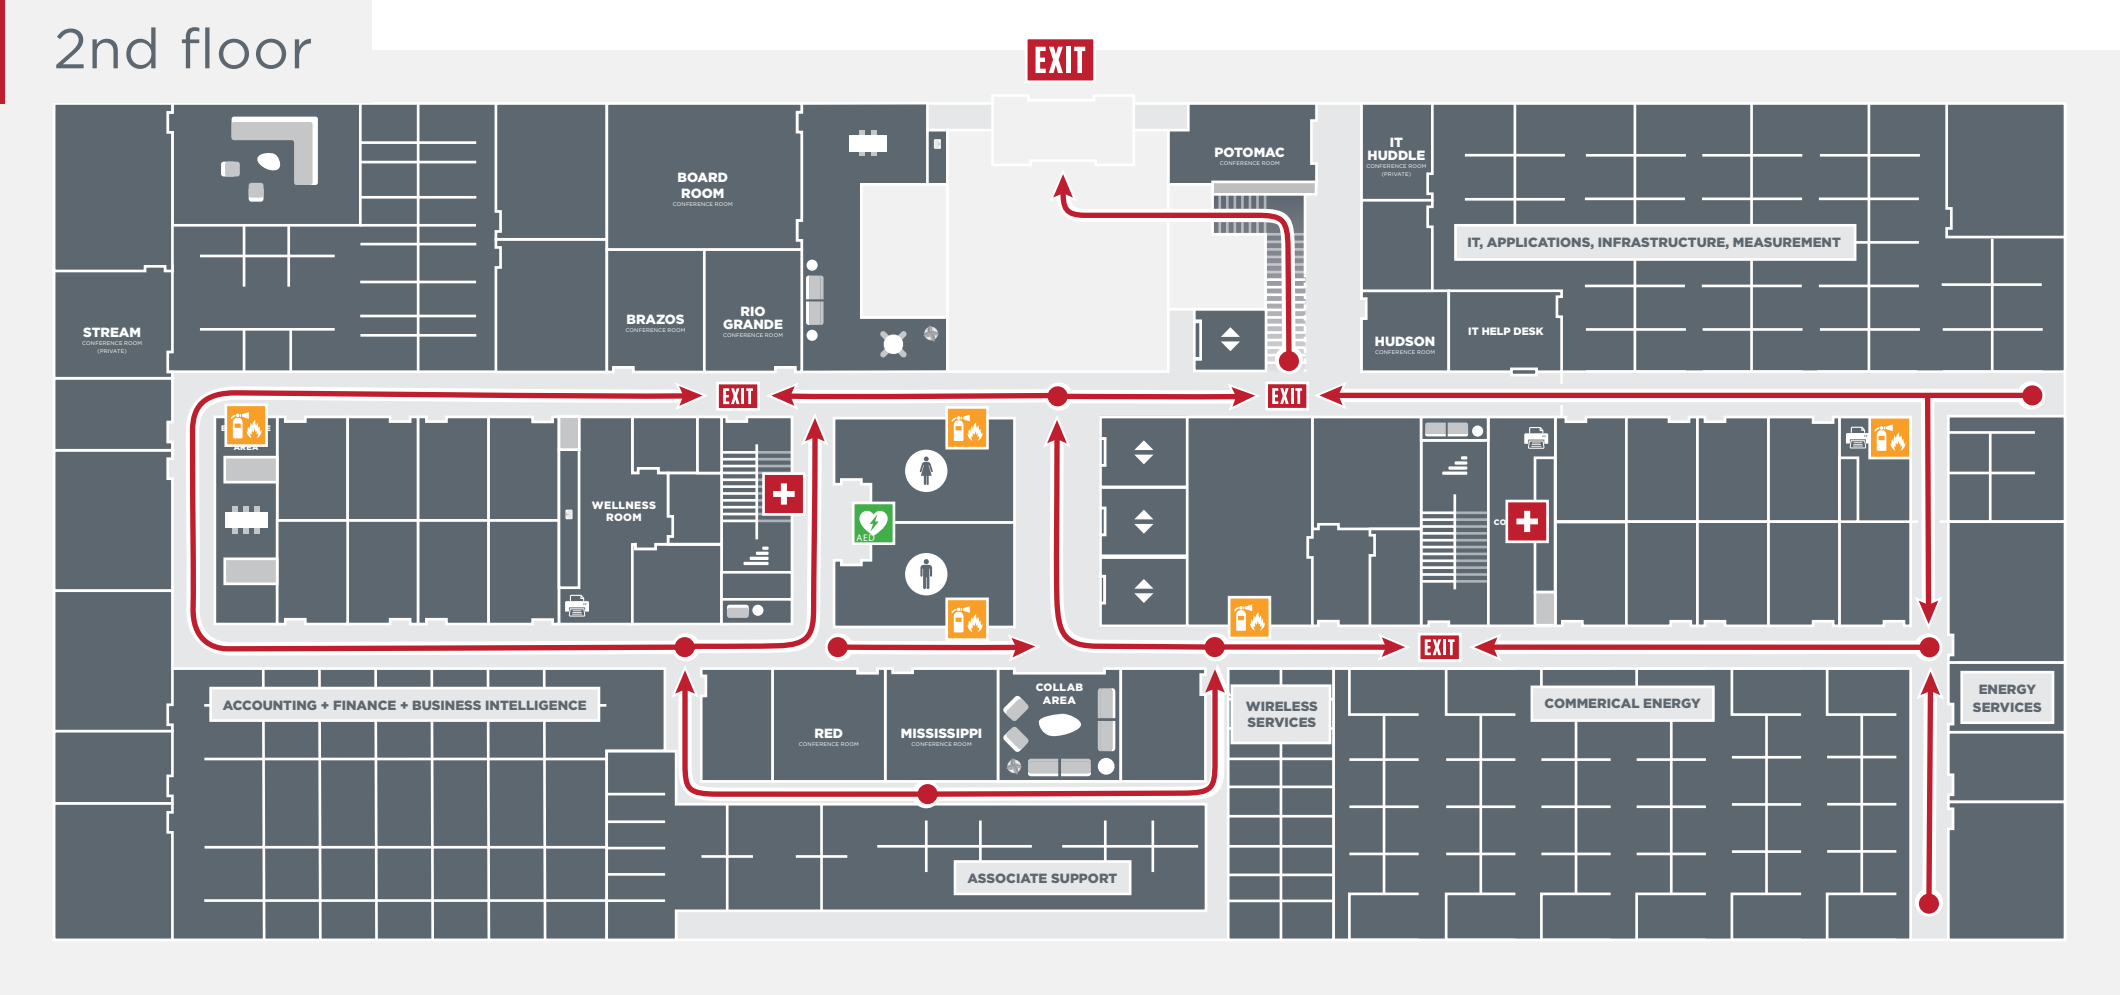 2nd floor
EXIT
BOARD
ROOM
CONFERENCE ROOM
POTOMAC
CONFERENCE ROOM
IT
HUDDLE
CONFERENCE ROOM
(PRIVATE)
IT, APPLICATIONS, INFRASTRUCTURE, MEASUREMENT
STREAM
CONFERENCE ROOM
(PRIVATE)
BRAZOS
CONFERENCE ROOM
RIO
GRANDE
CONFERENCE ROOM
HUDSON
CONFERENCE ROOM
IT HELP DESK
EXIT
EXIT
AREA
WELLNESS
ROOM
AED
CO
EXIT
ACCOUNTING + FINANCE + BUSINESS INTELLIGENCE
RED
CONFERENCE ROOM
MISSISSIPPI
CONFERENCE ROOM
COLLAB
AREA
WIRELESS
SERVICES
COMMERICAL ENERGY
ENERGY
SERVICES
ASSOCIATE SUPPORT